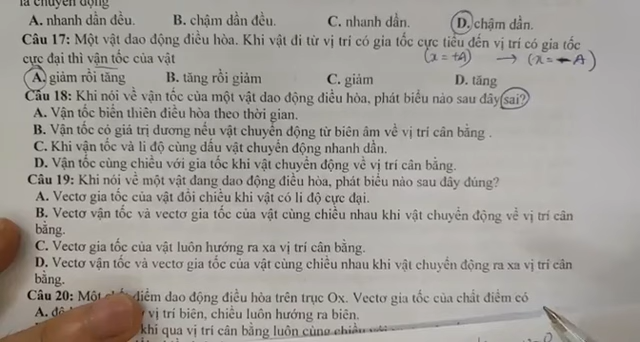 là chuyển động
A. nhanh dần đều. B. chậm dần đều. C. nhanh dần. D. chậm dần.
Câu 17: Một vật dao động điều hòa. Khi vật đi từ vị trí có gia tốc cực tiểu đến vị trí có gia tốc
cực đại thì vận tốc của vật (x=+A) → (x=-A)
A. giảm rồi tăng B. tăng rồi giảm C. giảm D. tăng
Câu 18: Khi nói về vận tốc của một vật dao động điều hòa, phát biểu nào sau đây sai?
A. Vận tốc biến thiên điều hòa theo thời gian.
B. Vận tốc có giá trị dương nếu vật chuyển động từ biên âm về vị trí cân bằng .
C. Khi vận tốc và li độ cùng dấu vật chuyển động nhanh dần.
D. Vận tốc cùng chiều với gia tốc khi vật chuyển động về vị trí cân bằng.
Câu 19: Khi nói về một vật đang dao động điều hòa, phát biểu nào sau đây đúng?
A. Vectơ gia tốc của vật đổi chiều khi vật có li độ cực đại.
B. Vectơ vận tốc và vectơ gia tốc của vật cùng chiều nhau khi vật chuyển động về vị trí cân
bằng.
C. Vectơ gia tốc của vật luôn hướng ra xa vị trí cân bằng.
D. Vectơ vận tốc và vectơ gia tốc của vật cùng chiều nhau khi vật chuyển động ra xa vị trí cân
bằng.
Câu 20: Một điểm dao động điều hòa trên trục Ox. Vectơ gia tốc của chất điểm có
A. vị trí biên, chiều luôn hướng ra biên.
khi qua vị trí cân bằng luôn cùng chiều